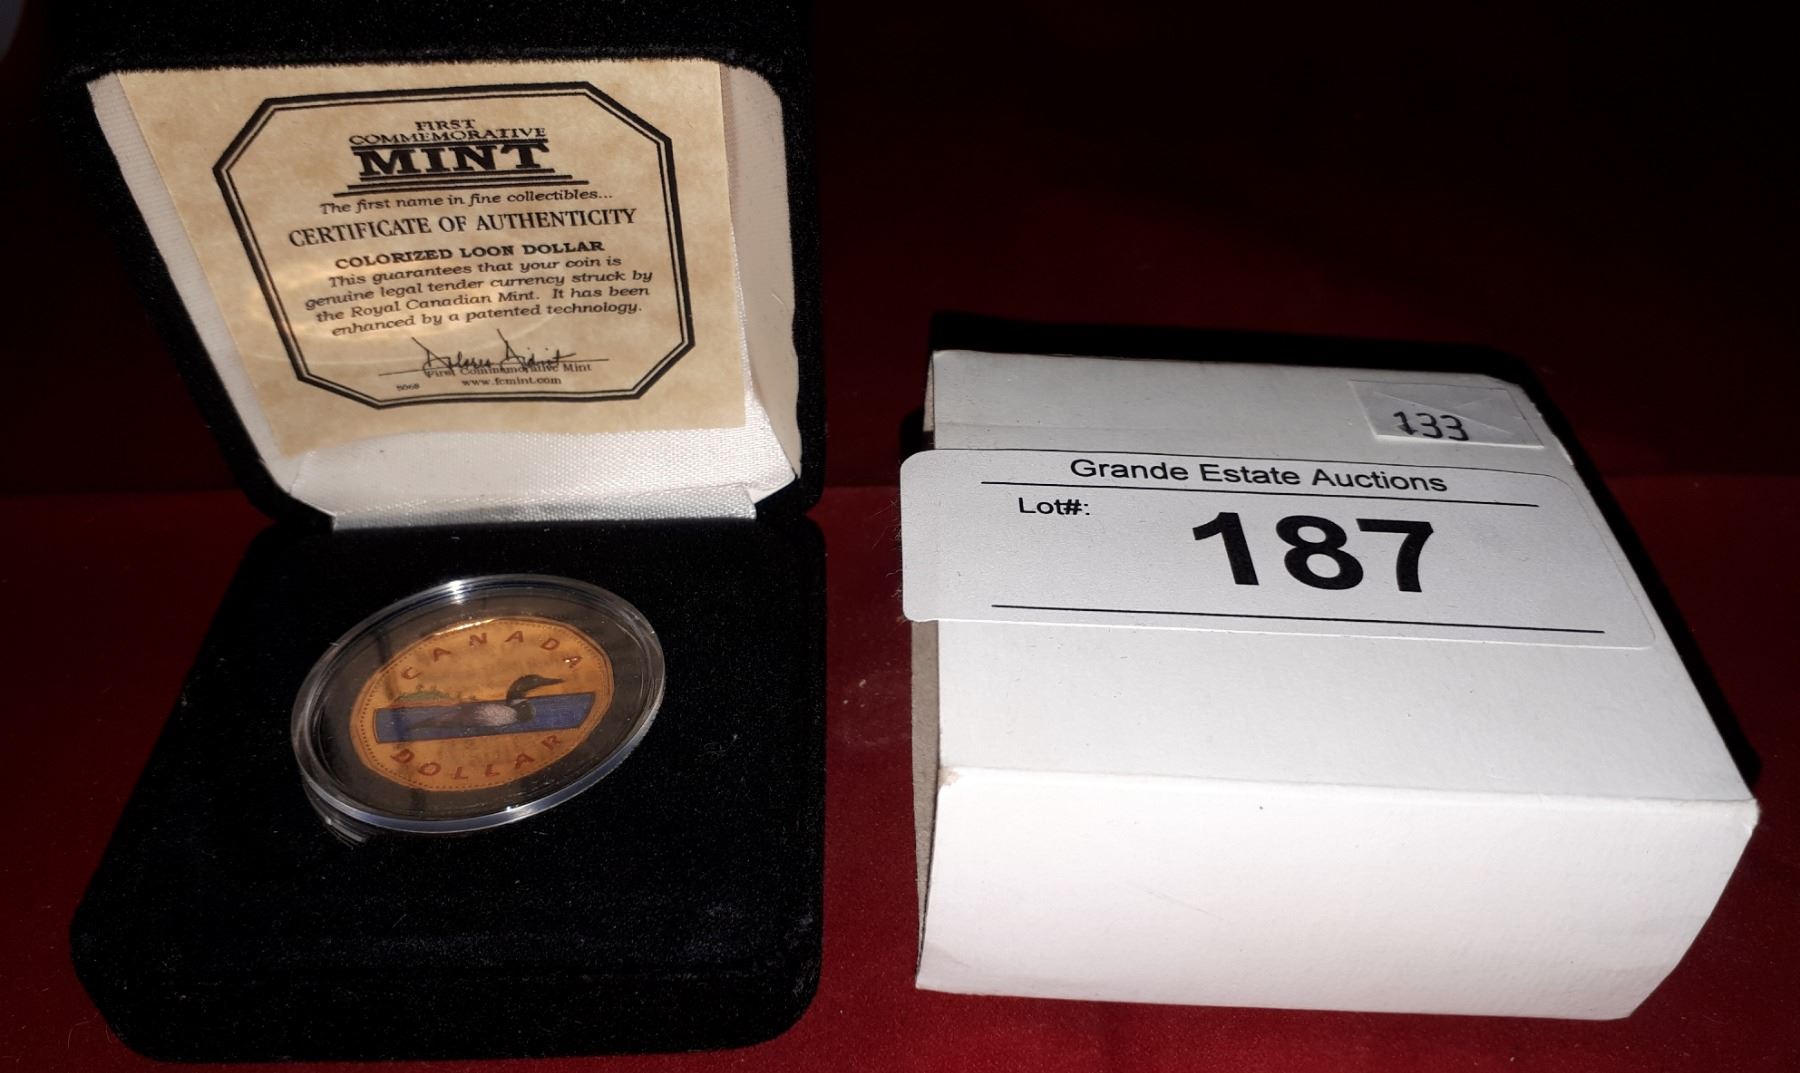 FIRST
COMMEMORATIVE
MINT
The first name in fine collectibles...
CERTIFICATE OF AUTHENTICITY
COLORIZED LOON DOLLAR
This guarantees that your coin is
genuine legal tender currency struck by
the Royal Canadian Mint. It has been
enhanced by a patented technology.
First Commemorative Mint
www.fcmint.com
CANADA
DOLLAR
133
Grande Estate Auctions
Lot#:
187